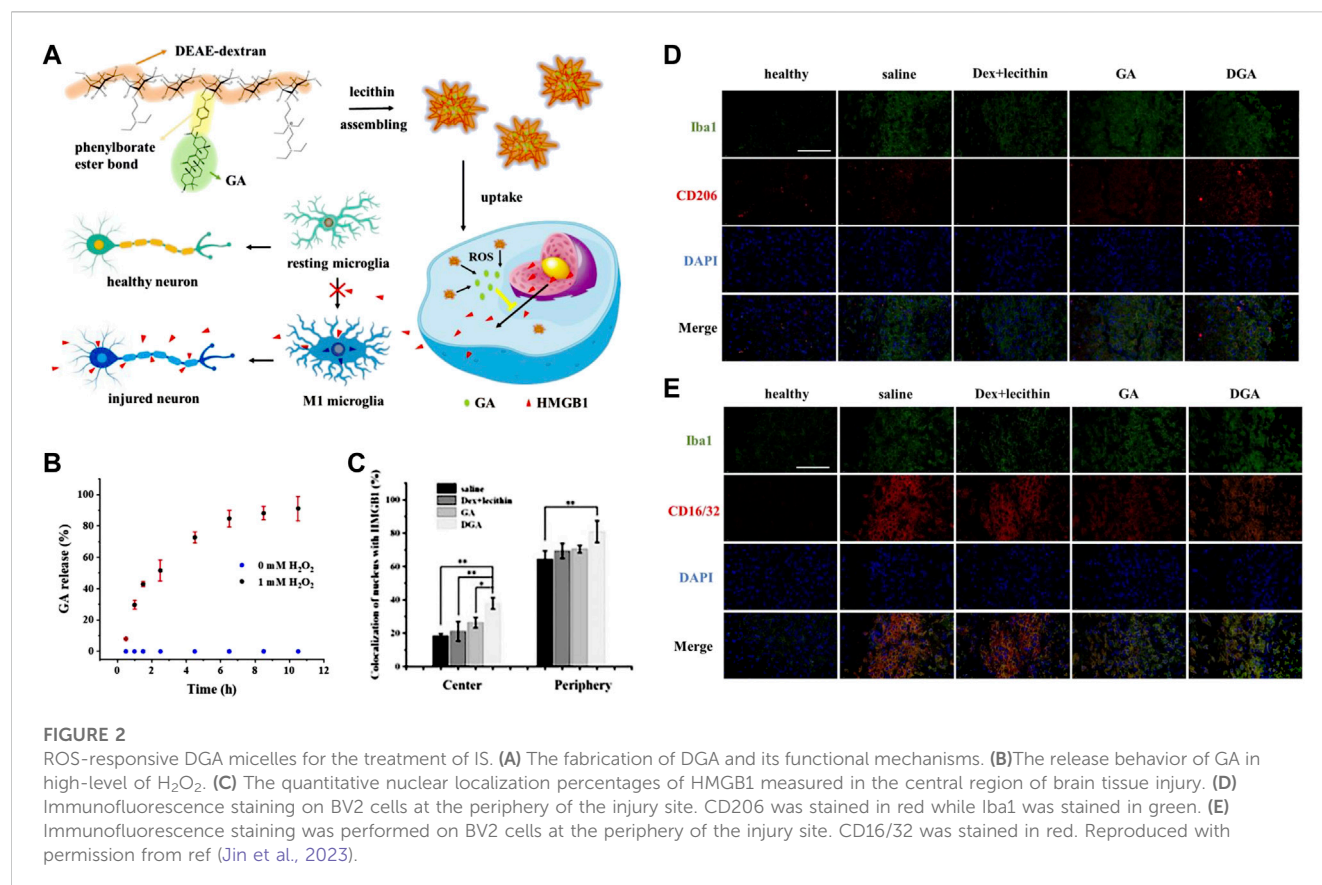 A
DEAE-dextran
phenylborate
ester bond
GA
lecithin
assembling
uptake
ROS
healthy neuron
resting microglia
injured neuron
M1 microglia
GA
HMGB1
B
GA release (%)
100
80
60
40
20
0
0 mM H₂O₂
1 mM H₂O₂
0 2 4 6 8 10 12
Time (h)
C
Colocalization of nucleus with HMGB1 (%)
100
80
60
40
20
0
saline
Dex+lecithin
GA
DGA
**
**
*
**
Center
Periphery
D
healthy saline Dex+lecithin GA DGA
Iba1
CD206
DAPI
Merge
E
healthy saline Dex+lecithin GA DGA
Iba1
CD16/32
DAPI
Merge
FIGURE 2
ROS-responsive DGA micelles for the treatment of IS. (A) The fabrication of DGA and its functional mechanisms. (B)The release behavior of GA in
high-level of H₂O₂. (C) The quantitative nuclear localization percentages of HMGB1 measured in the central region of brain tissue injury. (D)
Immunofluorescence staining on BV2 cells at the periphery of the injury site. CD206 was stained in red while Iba1 was stained in green. (E)
Immunofluorescence staining was performed on BV2 cells at the periphery of the injury site. CD16/32 was stained in red. Reproduced with
permission from ref (Jin et al., 2023).